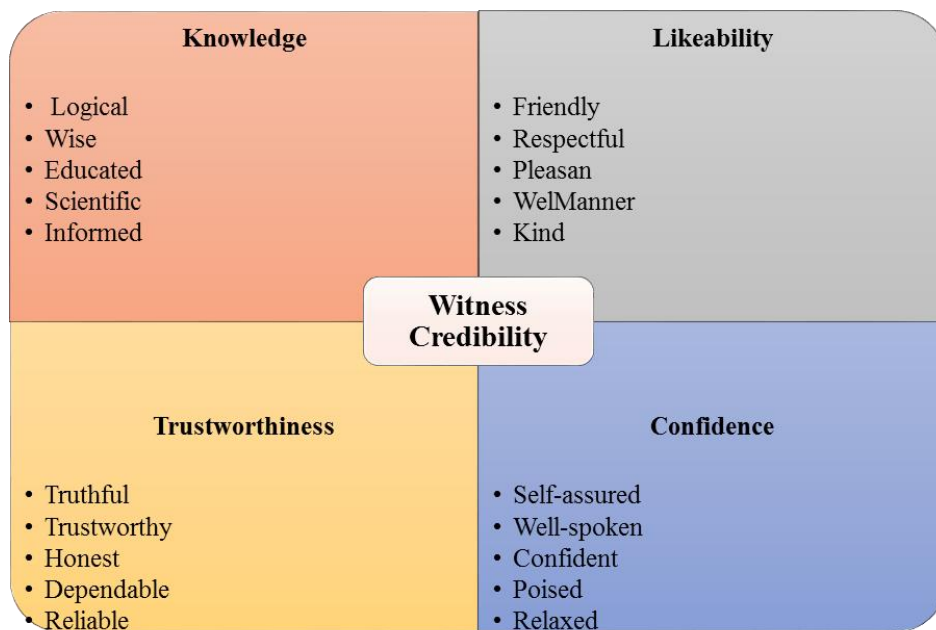 Knowledge
• Logical
• Wise
• Educated
• Scientific
• Informed
Likeability
• Friendly
• Respectful
• Pleasan
• WelManner
• Kind
Witness
Credibility
Trustworthiness
• Truthful
• Trustworthy
• Honest
• Dependable
• Reliable
Confidence
• Self-assured
• Well-spoken
• Confident
• Poised
• Relaxed